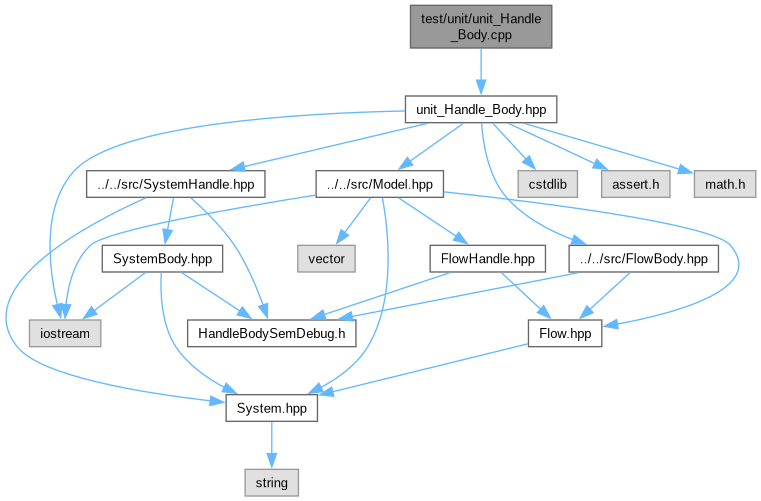 test/unit/unit_Handle
_Body.cpp
unit_Handle_Body.hpp
../../src/SystemHandle.hpp
../../src/Model.hpp
cstdlib
assert.h
math.h
SystemBody.hpp
vector
FlowHandle.hpp
../../src/FlowBody.hpp
iostream
HandleBodySemDebug.h
Flow.hpp
System.hpp
string